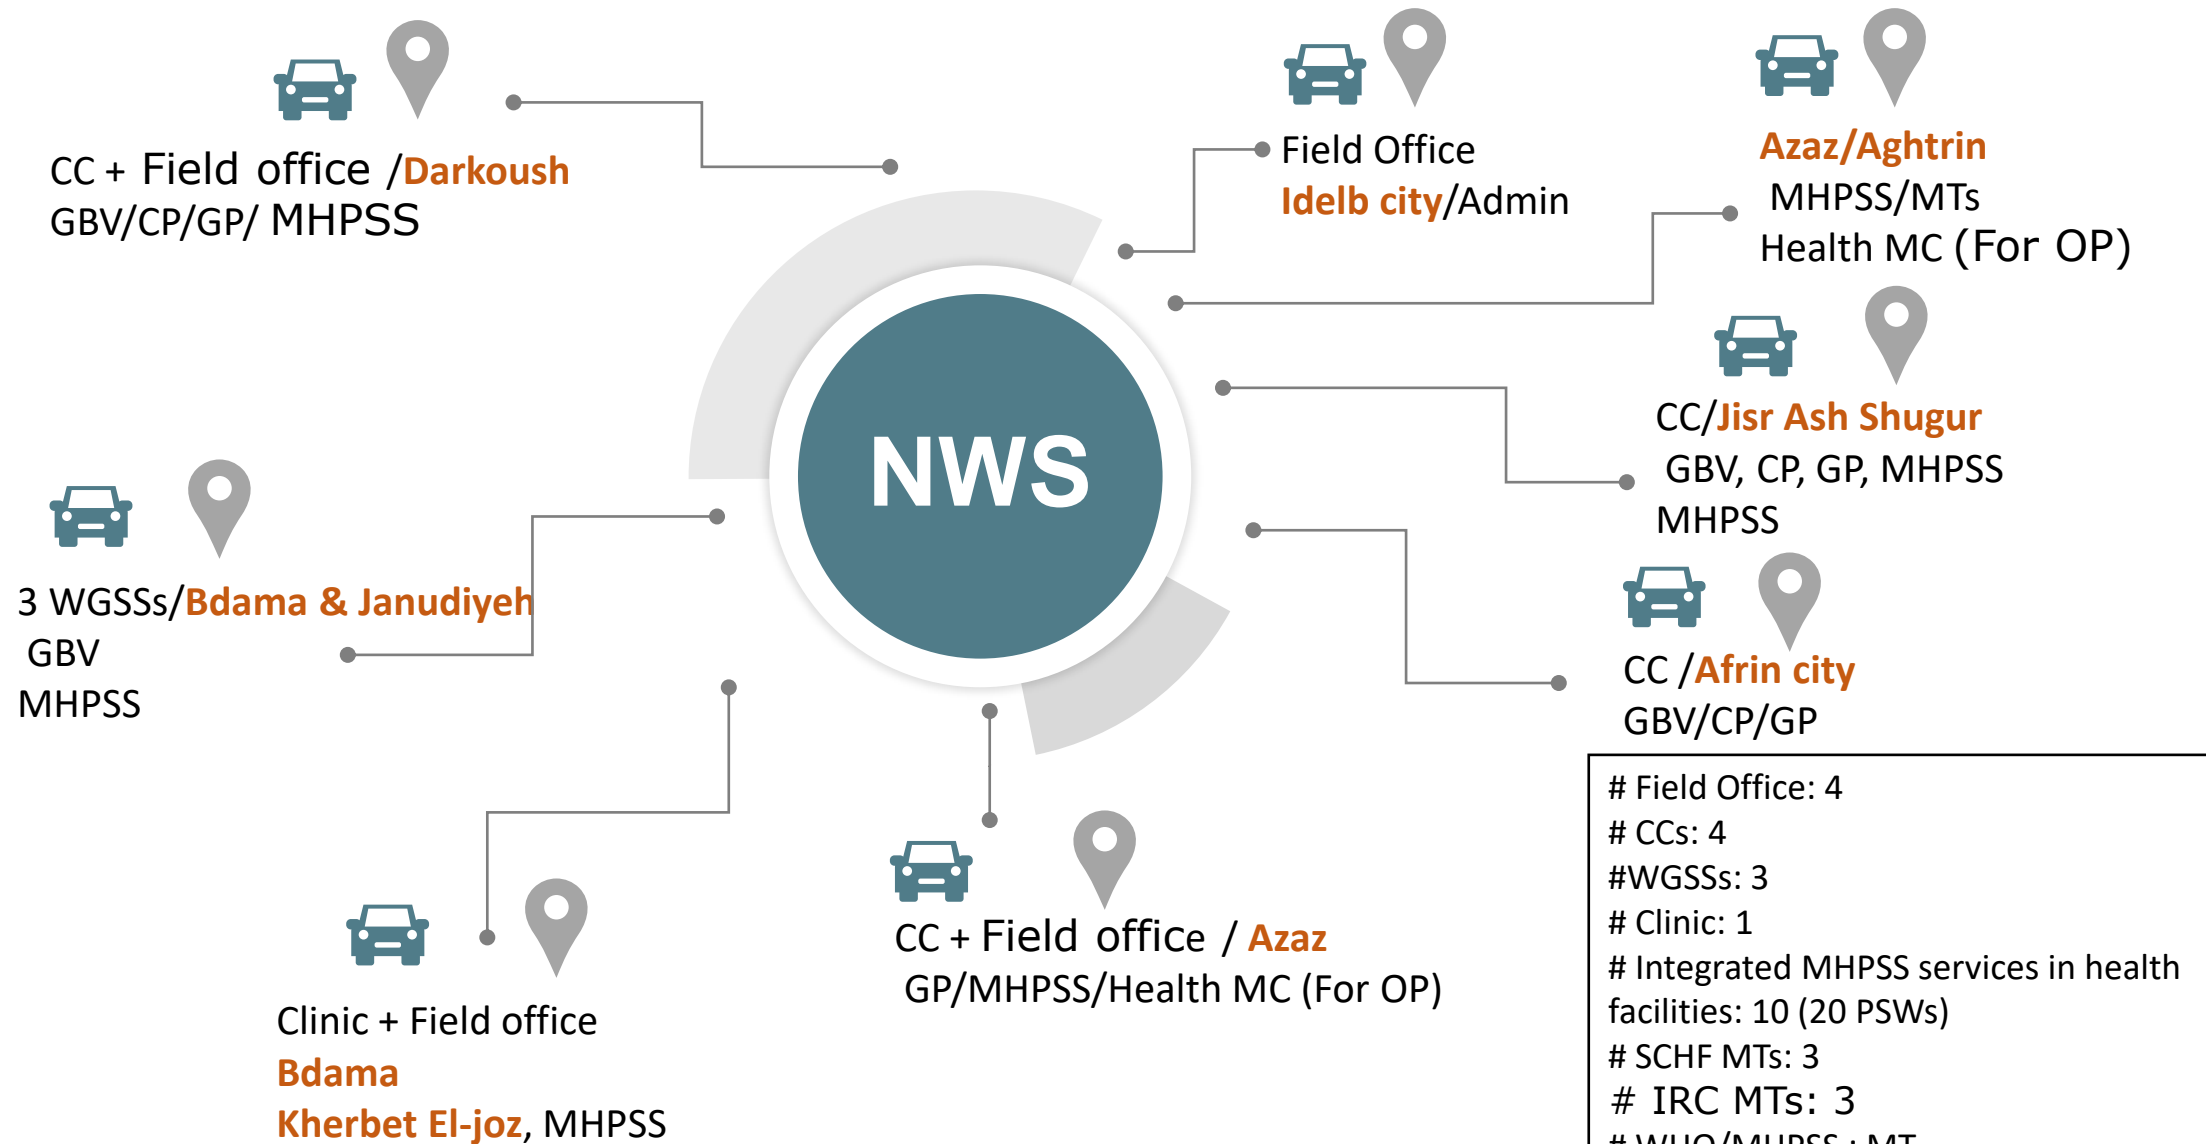 CC + Field office /Darkoush
GBV/CP/GP/ MHPSS
Field Office
Idelb city/Admin
Azaz/Aghtrin
MHPSS/MTs
Health MC (For OP)
NWS
CC/Jisr Ash Shugur
GBV, CP, GP, MHPSS
MHPSS
3 WGSSs/Bdama & Janudiyeh
GBV
MHPSS
CC /Afrin city
GBV/CP/GP
Clinic + Field office
Bdama
Kherbet El-joz, MHPSS
CC + Field office / Azaz
GP/MHPSS/Health MC (For OP)
# Field Office: 4
# CCs: 4
#WGSSs: 3
# Clinic: 1
# Integrated MHPSS services in health
facilities: 10 (20 PSWs)
# SCHF MTs: 3
# IRC MTs: 3
# WHO/MHPSS : MT